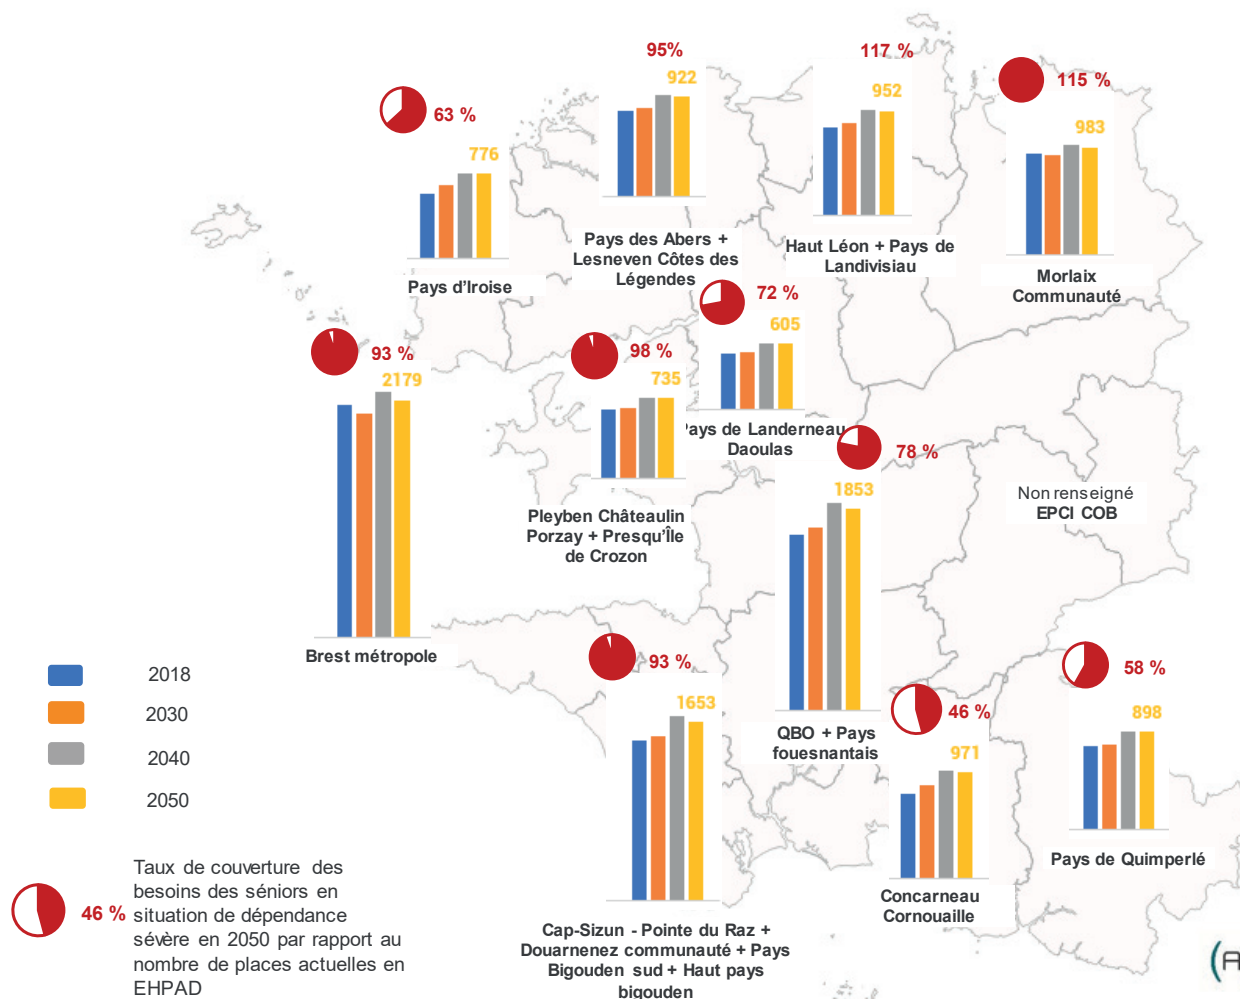 95%
922
Pays des Abers +
Lesneven Côtes des
Légendes
117 %
952
Haut Léon + Pays de
Landivisiau
115 %
983
Morlaix
Communauté
63 %
776
Pays d'Iroise
72 %
605
Pays de Landerneau
Daoulas
93 %
2179
Brest métropole
98 %
735
Pleyben Châteaulin
Porzay + Presqu'Île
de Crozon
78 %
1853
QBO + Pays
fouesnantais
Non renseigné
EPCI COB
93 %
1653
Cap-Sizun - Pointe du Raz +
Douarnenez communauté + Pays
Bigouden sud + Haut pays
bigouden
46 %
971
Concarneau
Cornouaille
58 %
898
Pays de Quimperlé
2018
2030
2040
2050
46 %
Taux de couverture des
besoins des séniors en
situation de dépendance
sévère en 2050 par rapport au
nombre de places actuelles en
EHPAD